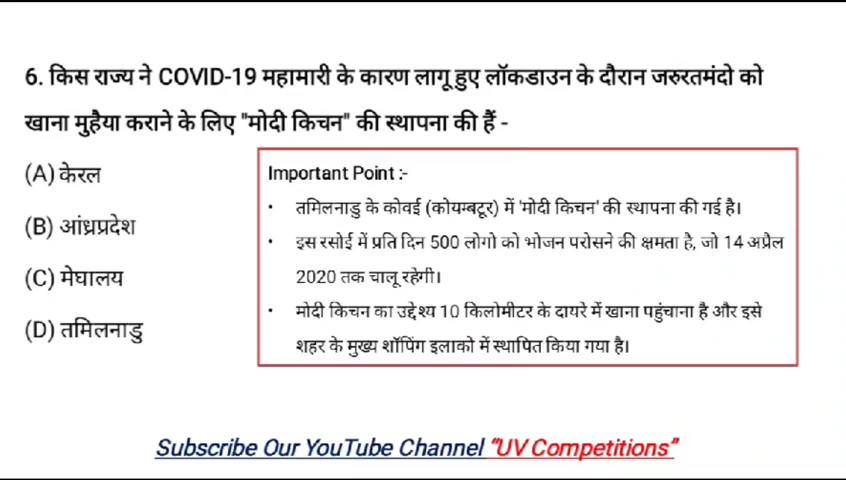 6. किस राज्य ने COVID-19 महामारी के कारण लागू हुए लॉकडाउन के दौरान जरुरतमंदो को
खाना मुहैया कराने के लिए "मोदी किचन" की स्थापना की हैं -
(A) केरल
(B) आंध्रप्रदेश
(C) मेघालय
(D) तमिलनाडु
Important Point :-
• तमिलनाडु के कोवई (कोयम्बटूर) में 'मोदी किचन' की स्थापना की गई है।
• इस रसोई में प्रति दिन 500 लोगो को भोजन परोसने की क्षमता है, जो 14 अप्रैल
2020 तक चालू रहेगी।
• मोदी किचन का उद्देश्य 10 किलोमीटर के दायरे में खाना पहुंचाना है और इसे
शहर के मुख्य शॉपिंग इलाको में स्थापित किया गया है।
Subscribe Our YouTube Channel “UV Competitions”